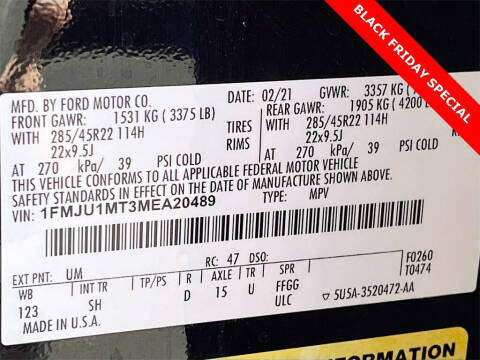 BLACK FRIDAY SPECIAL
MFD. BY FORD MOTOR CO.
DATE: 02/21 GVWR: 3357 KG
FRONT GAWR: 1531 KG (3375 LB) REAR GAWR: 1905 KG (4200
WITH 285/45R22 114H TIRES WITH 285/45R22 114H
22x9.5J RIMS 22x9.5J
AT 270 kPa/ 39 PSI COLD AT 270 kPa/ 39 PSI COLD
THIS VEHICLE CONFORMS TO ALL APPLICABLE FEDERAL MOTOR VEHICLE
SAFETY STANDARDS IN EFFECT ON THE DATE OF MANUFACTURE SHOWN ABOVE.
VIN: 1FMJU1MT3MEA20489 TYPE: MPV
EXT PNT: UM RC: 47 DSO: F0260
WB INT TR TP/PS R AXLE TR SPR T0474
123 SH D 15 U FFGG
MADE IN U.S.A. ULC 5U5A-3520472-AA
INFORMATION